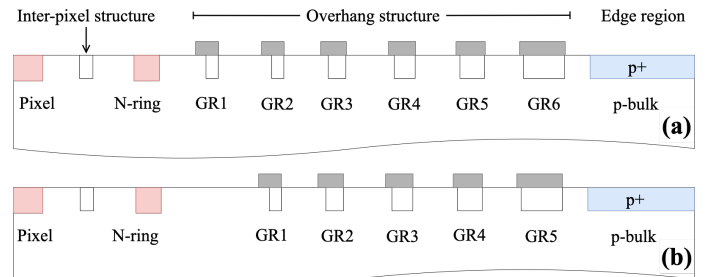 Inter-pixel structure Overhang structure Edge region
p+
Pixel N-ring GR1 GR2 GR3 GR4 GR5 GR6 p-bulk
(a)
p+
Pixel N-ring GR1 GR2 GR3 GR4 GR5 p-bulk
(b)